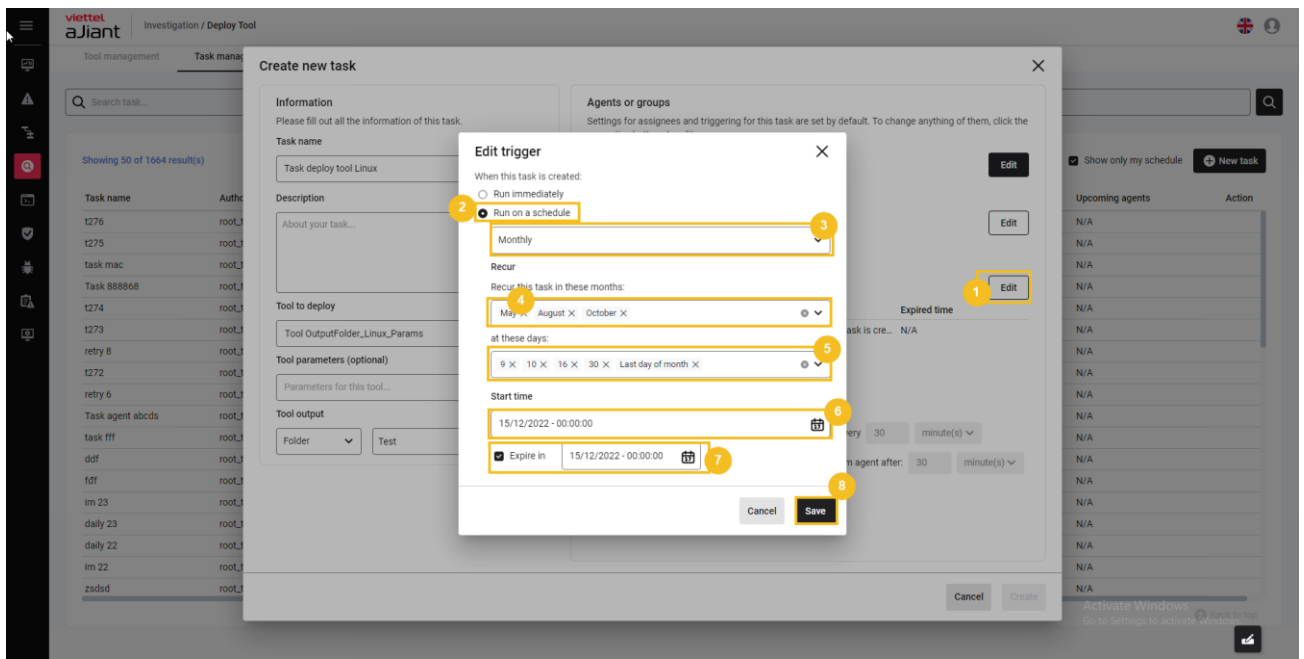 viettel
aJiant
Investigation / Deploy Tool
Tool management
Task manag
Search task...
Showing 50 of 1664 result(s)
Show only my schedule
New task
Task name
Autho
Upcoming agents
Action
t276
root_t
N/A
t275
root_t
N/A
task mac
root_t
N/A
Task 888868
root_t
N/A
t274
root_t
N/A
t273
root_t
N/A
retry 8
root_t
N/A
t272
root_t
N/A
retry 6
root_t
N/A
Task agent abcds
root_t
N/A
task fff
root_t
N/A
ddf
root_t
N/A
fdf
root_t
N/A
im 23
root_t
N/A
daily 23
root_t
N/A
daily 22
root_t
N/A
im 22
root_t
N/A
zsdsd
root_t
N/A
Create new task
Information
Please fill out all the information of this task.
Task name
Task deploy tool Linux
Description
About your task...
Tool to deploy
Tool OutputFolder_Linux_Params
Tool parameters (optional)
Parameters for this tool...
Tool output
Folder
Test
Agents or groups
Settings for assignees and triggering for this task are set by default. To change anything of them, click the
Edit
Edit
1
Edit
Expired time
ask is cre...
N/A
ery
30
minute(s)
n agent after:
30
minute(s)
Cancel
Create
Edit trigger
When this task is created:
Run immediately
2
Run on a schedule
3
Monthly
Recur
Recur this task in these months:
4
May
August
October
at these days:
5
9
10
16
30
Last day of month
Start time
6
15/12/2022 - 00:00:00
Expire in
15/12/2022 - 00:00:00
7
8
Cancel
Save
Activate Windows
Go to Settings to activate Windows.
Back to top